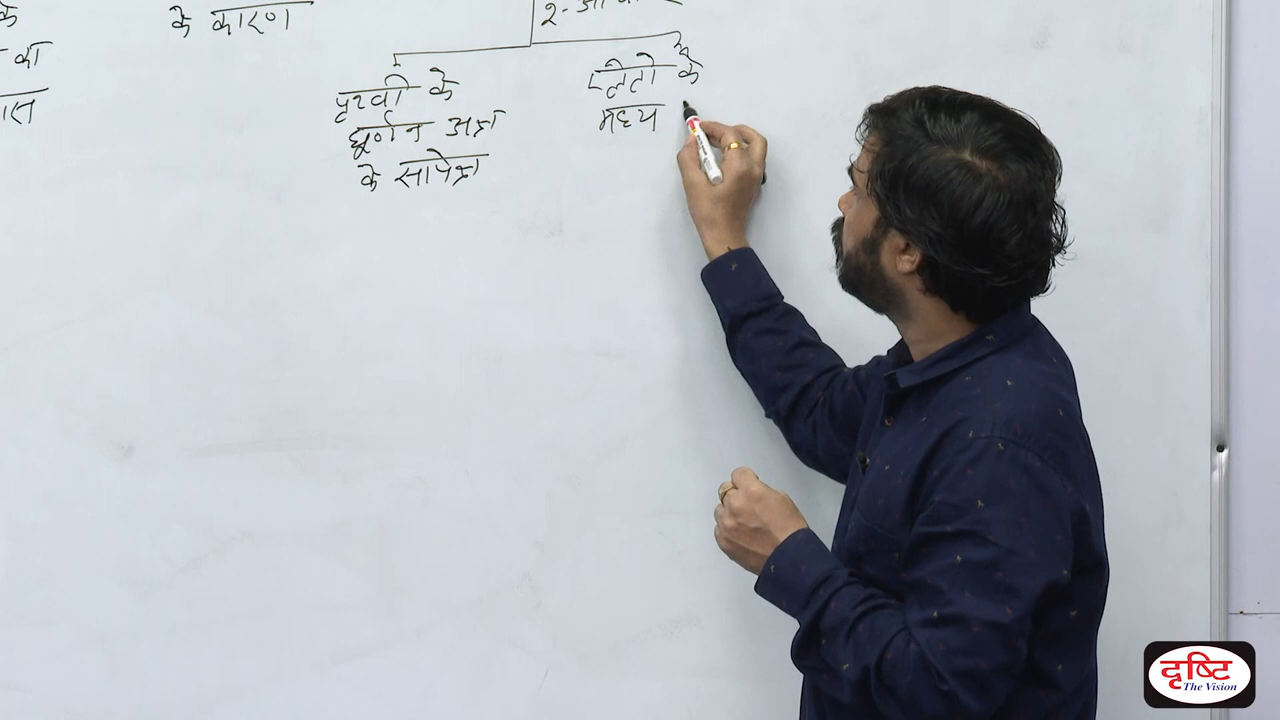 के
के कारण
का
पृथ्वी के
घुर्णन अक्ष
के सापेक्ष
प्लेटो के
मध्य
दृष्टि
The Vision